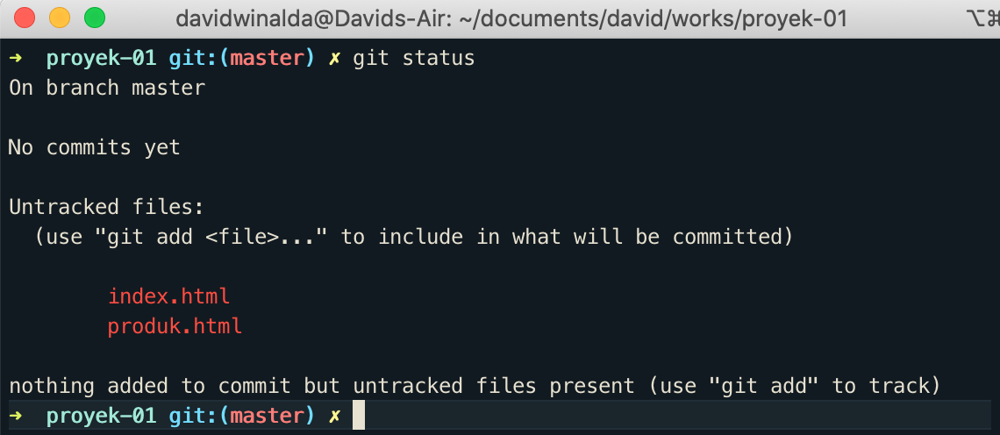 davidwinalda@Davids-Air: ~/documents/david/works/proyek-01 ⌥⌘
➜  proyek-01 git:(master) ✗ git status
On branch master
No commits yet
Untracked files:
  (use "git add <file>..." to include in what will be committed)
        index.html
        produk.html
nothing added to commit but untracked files present (use "git add" to track)
➜  proyek-01 git:(master) ✗